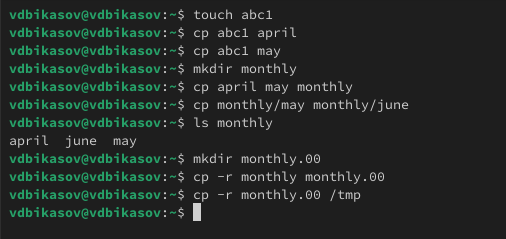 vdbikasov@vdbikasov:~$ touch abc1
vdbikasov@vdbikasov:~$ cp abc1 april
vdbikasov@vdbikasov:~$ cp abc1 may
vdbikasov@vdbikasov:~$ mkdir monthly
vdbikasov@vdbikasov:~$ cp april may monthly
vdbikasov@vdbikasov:~$ cp monthly/may monthly/june
vdbikasov@vdbikasov:~$ ls monthly
april  june  may
vdbikasov@vdbikasov:~$ mkdir monthly.00
vdbikasov@vdbikasov:~$ cp -r monthly monthly.00
vdbikasov@vdbikasov:~$ cp -r monthly.00 /tmp
vdbikasov@vdbikasov:~$